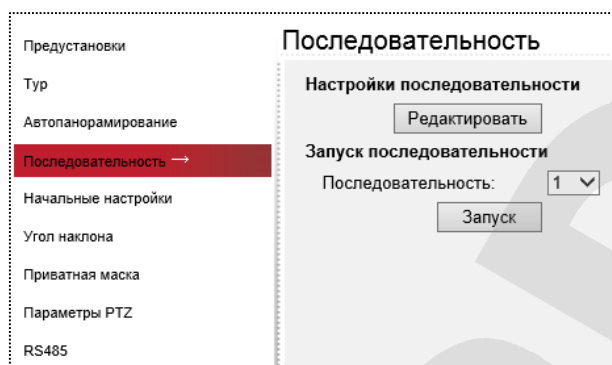 Предустановки
Тур
Автопанорамирование
Последовательность →
Начальные настройки
Угол наклона
Приватная маска
Параметры PTZ
RS485
Последовательность
Настройки последовательности
Редактировать
Запуск последовательности
Последовательность: 1
Запуск